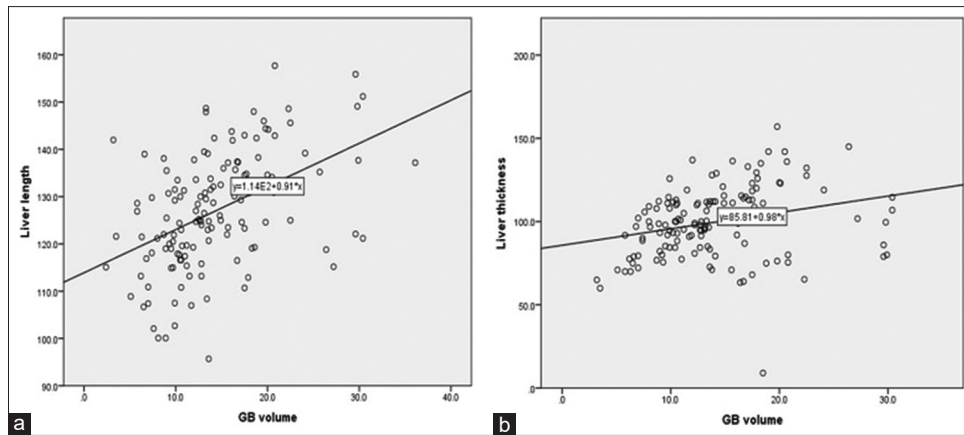 160.0
150.0
140.0
130.0
120.0
110.0
100.0
90.0
Liver length
y=1.14E2+0.91*x
.0 10.0 20.0 30.0 40.0
GB volume
a
200.0
150.0
100.0
50.0
.0
Liver thickness
y=85.81+0.98*x
.0 10.0 20.0 30.0
GB volume
b